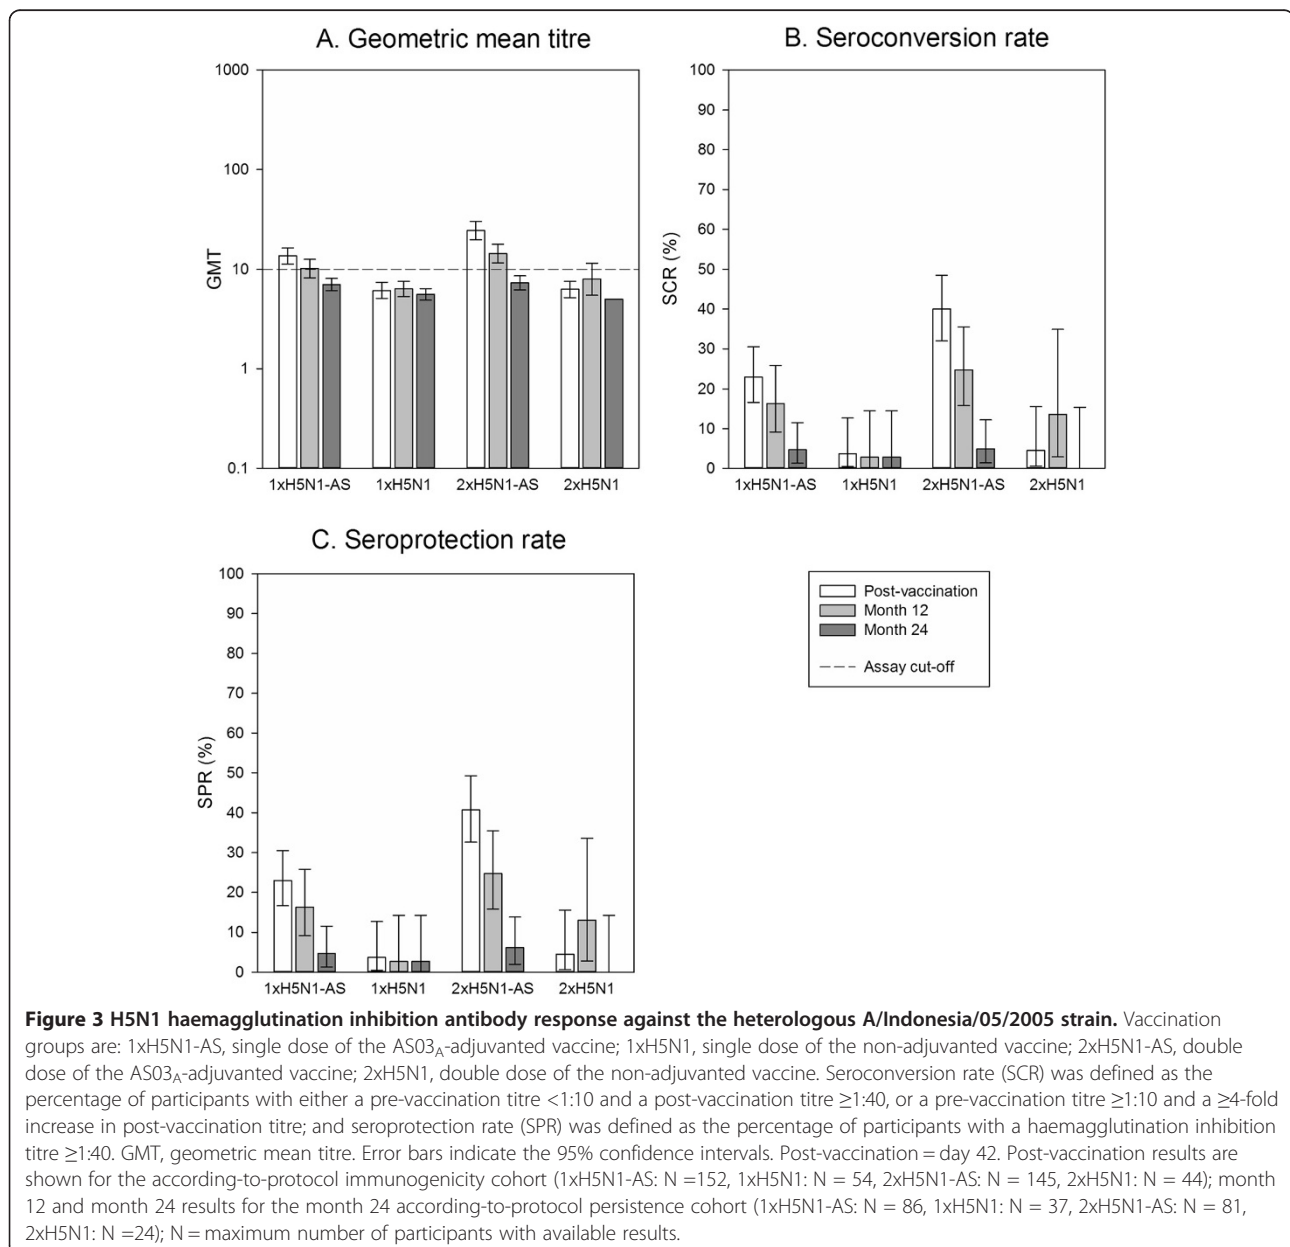 A. Geometric mean titre
1000
100
10
1
0.1
GMT
1xH5N1-AS 1xH5N1 2xH5N1-AS 2xH5N1
B. Seroconversion rate
100
90
80
70
60
50
40
30
20
10
0
SCR (%)
1xH5N1-AS 1xH5N1 2xH5N1-AS 2xH5N1
C. Seroprotection rate
100
90
80
70
60
50
40
30
20
10
0
SPR (%)
1xH5N1-AS 1xH5N1 2xH5N1-AS 2xH5N1
Post-vaccination
Month 12
Month 24
Assay cut-off
Figure 3 H5N1 haemagglutination inhibition antibody response against the heterologous A/Indonesia/05/2005 strain. Vaccination
groups are: 1xH5N1-AS, single dose of the AS03A-adjuvanted vaccine; 1xH5N1, single dose of the non-adjuvanted vaccine; 2xH5N1-AS, double
dose of the AS03A-adjuvanted vaccine; 2xH5N1, double dose of the non-adjuvanted vaccine. Seroconversion rate (SCR) was defined as the
percentage of participants with either a pre-vaccination titre <1:10 and a post-vaccination titre ≥1:40, or a pre-vaccination titre ≥1:10 and a ≥4-fold
increase in post-vaccination titre; and seroprotection rate (SPR) was defined as the percentage of participants with a haemagglutination inhibition
titre ≥1:40. GMT, geometric mean titre. Error bars indicate the 95% confidence intervals. Post-vaccination = day 42. Post-vaccination results are
shown for the according-to-protocol immunogenicity cohort (1xH5N1-AS: N =152, 1xH5N1: N = 54, 2xH5N1-AS: N = 145, 2xH5N1: N = 44); month
12 and month 24 results for the month 24 according-to-protocol persistence cohort (1xH5N1-AS: N = 86, 1xH5N1: N = 37, 2xH5N1-AS: N = 81,
2xH5N1: N =24); N = maximum number of participants with available results.